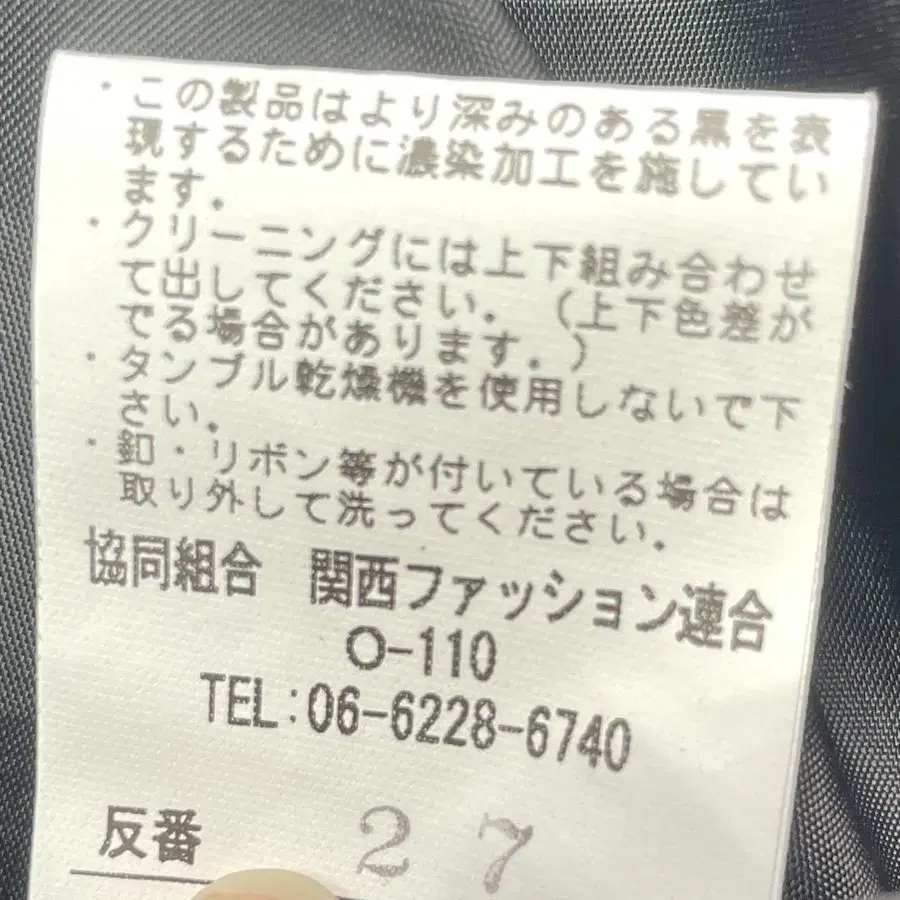 ・この製品はより深みのある黒を表
現するために濃染加工を施してい
ます．
・クリーニングには上下組み合わせ
て出してください．（上下色差が
でる場合があります．）
・タンブル乾燥機を使用しないで下
さい．
・釦・リボン等が付いている場合は
取り外して洗ってください．
協同組合　関西ファッション連合
O-110
TEL:06-6228-6740
反番　27